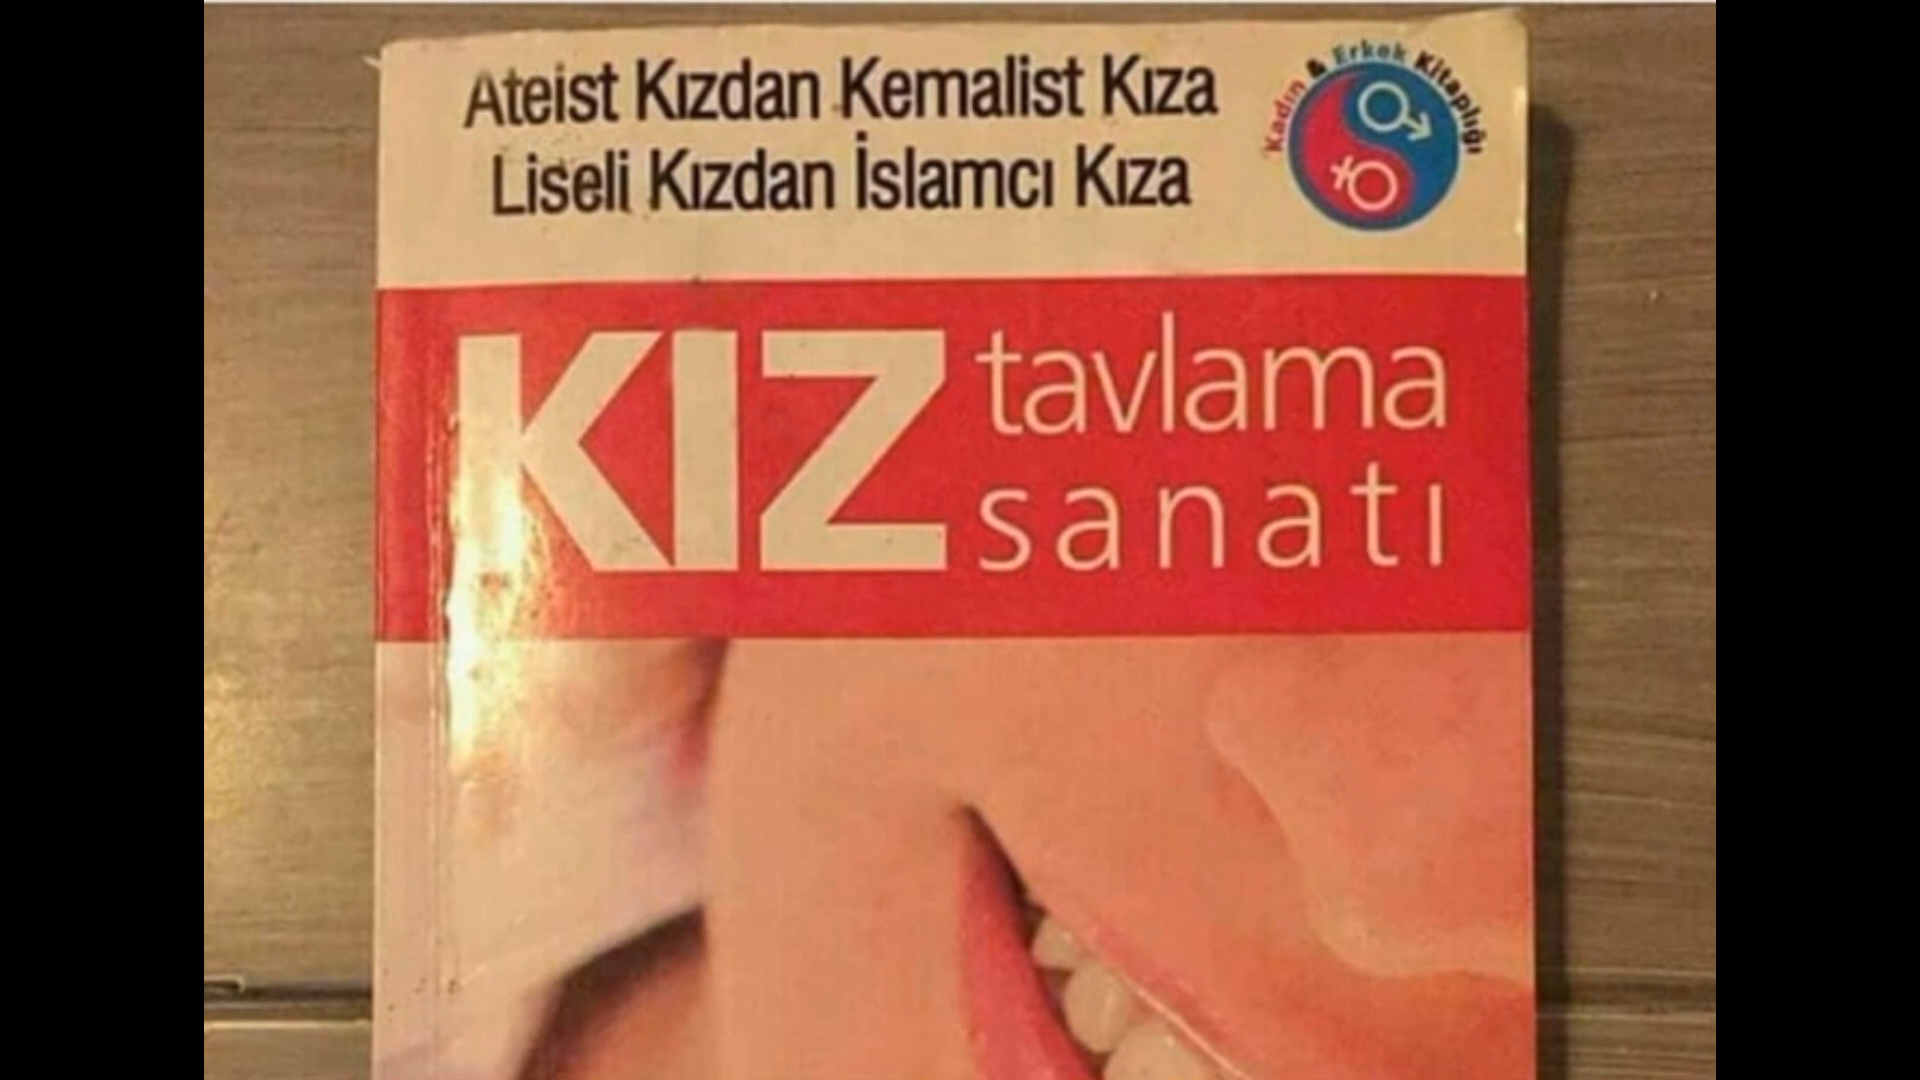 Ateist Kızdan Kemalist Kıza
Liseli Kızdan İslamcı Kıza
Kadın & Erkek Kitaplığı
KIZ tavlama
sanatı